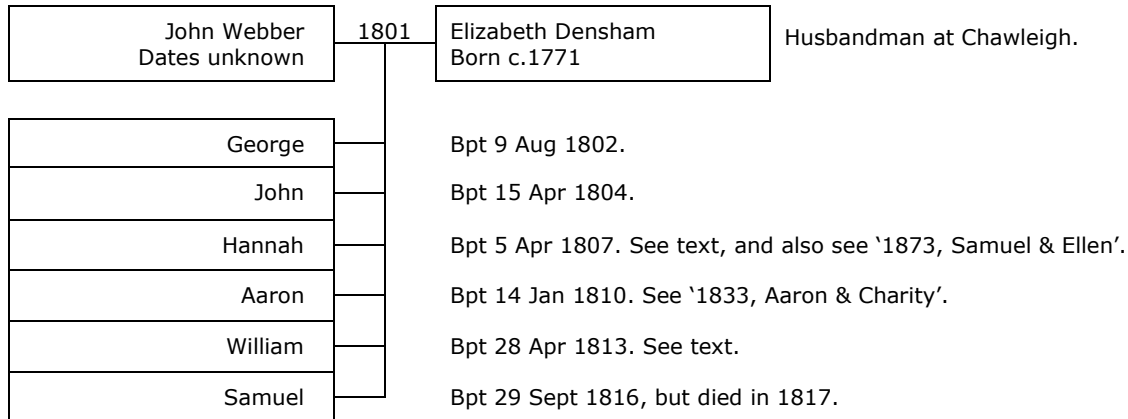 John Webber
Dates unknown
1801
Elizabeth Densham
Born c.1771
Husbandman at Chawleigh.
George Bpt 9 Aug 1802.
John Bpt 15 Apr 1804.
Hannah Bpt 5 Apr 1807. See text, and also see ‘1873, Samuel & Ellen’.
Aaron Bpt 14 Jan 1810. See ‘1833, Aaron & Charity’.
William Bpt 28 Apr 1813. See text.
Samuel Bpt 29 Sept 1816, but died in 1817.